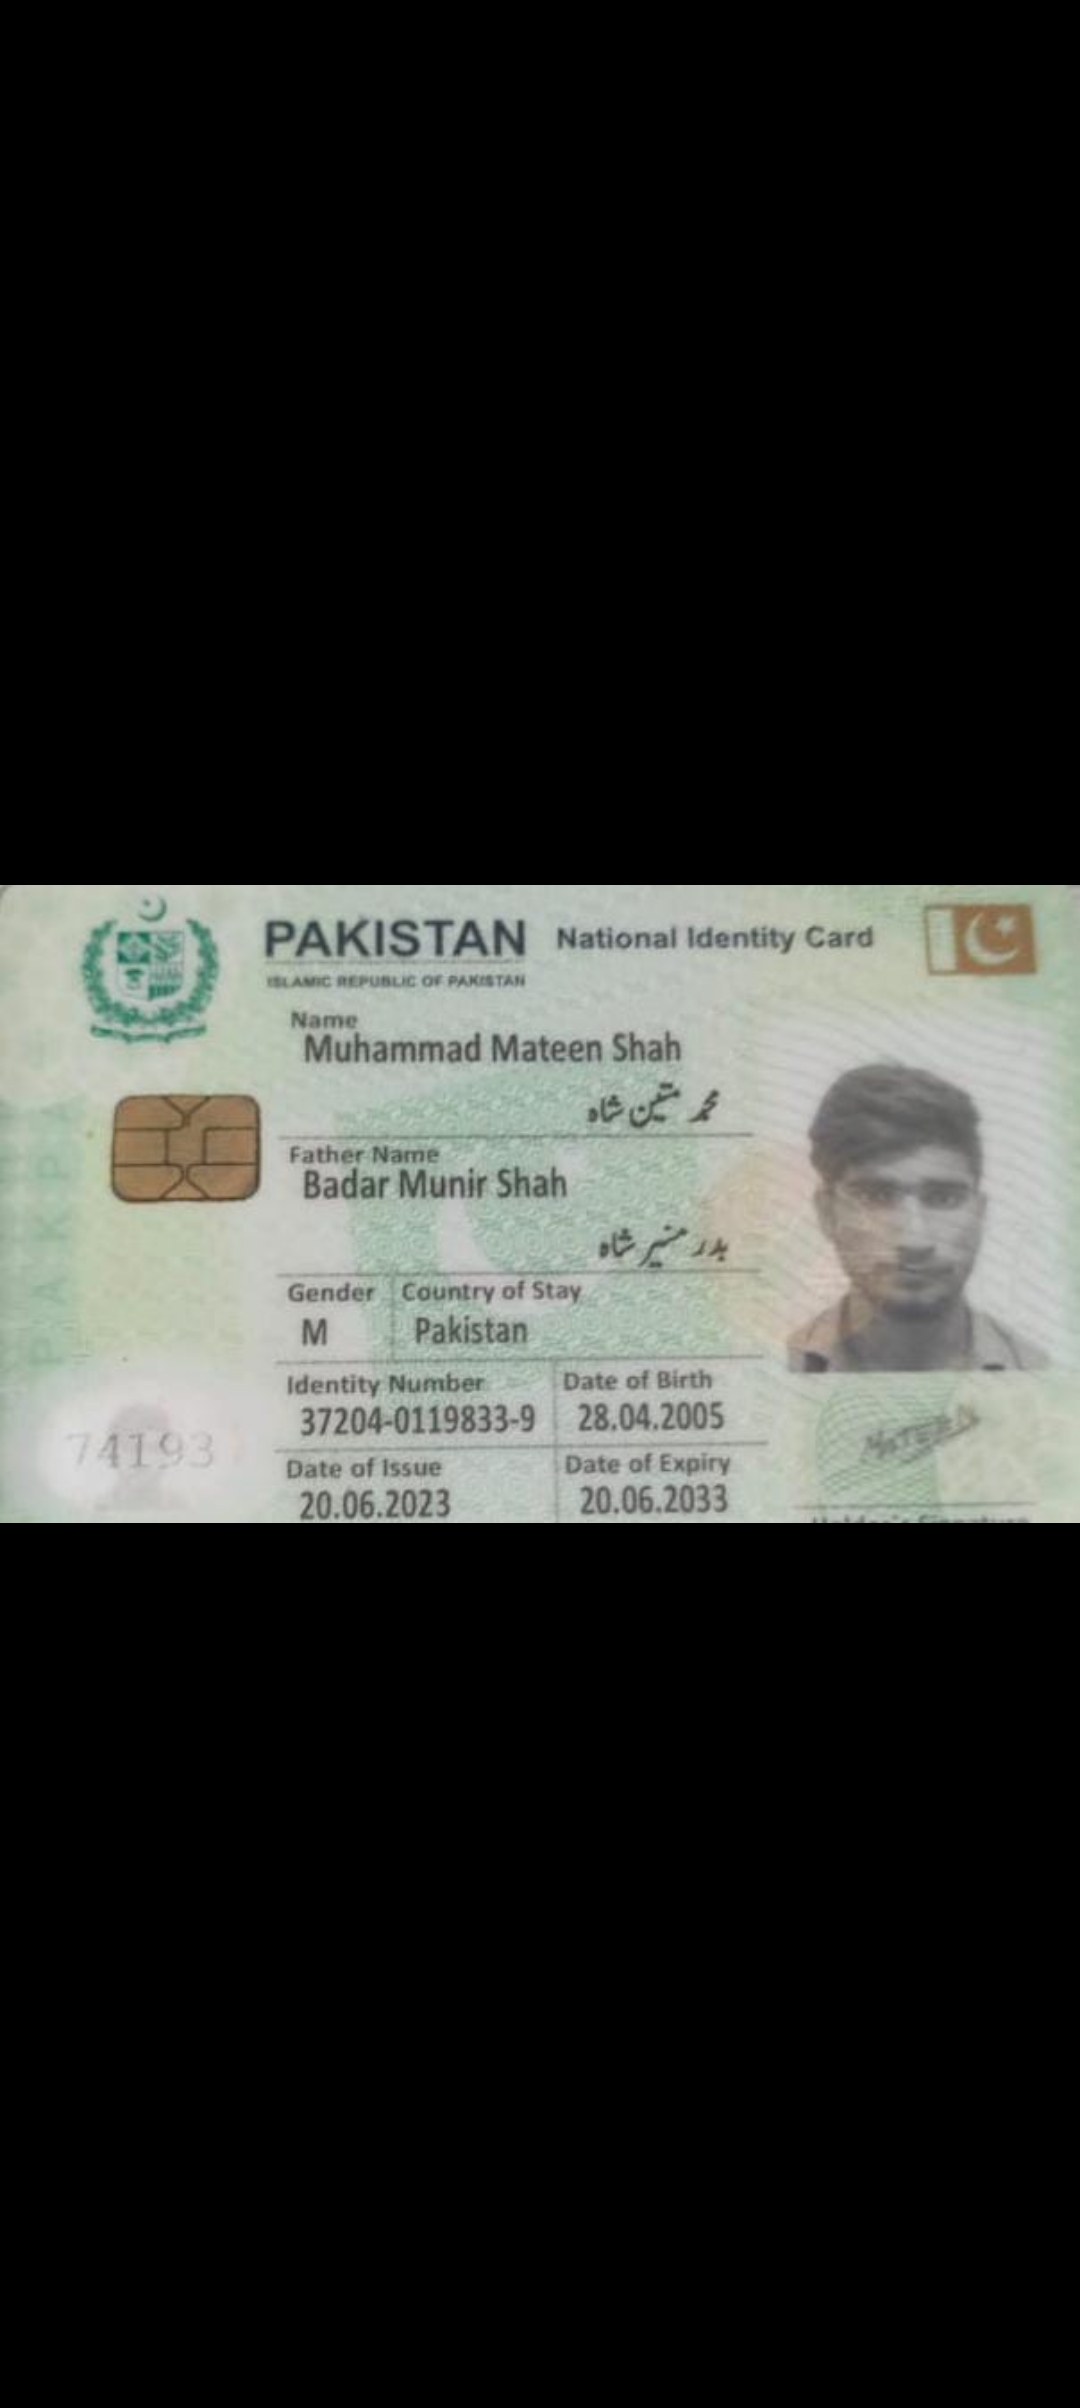 PAKISTAN National Identity Card
ISLAMIC REPUBLIC OF PAKISTAN
Name
Muhammad Mateen Shah
محمد متین شاہ
Father Name
Badar Munir Shah
بدر منیر شاہ
Gender Country of Stay
M Pakistan
Identity Number Date of Birth
37204-0119833-9 28.04.2005
Date of Issue Date of Expiry
20.06.2023 20.06.2033
74193
MATEEN
Holder's Signature